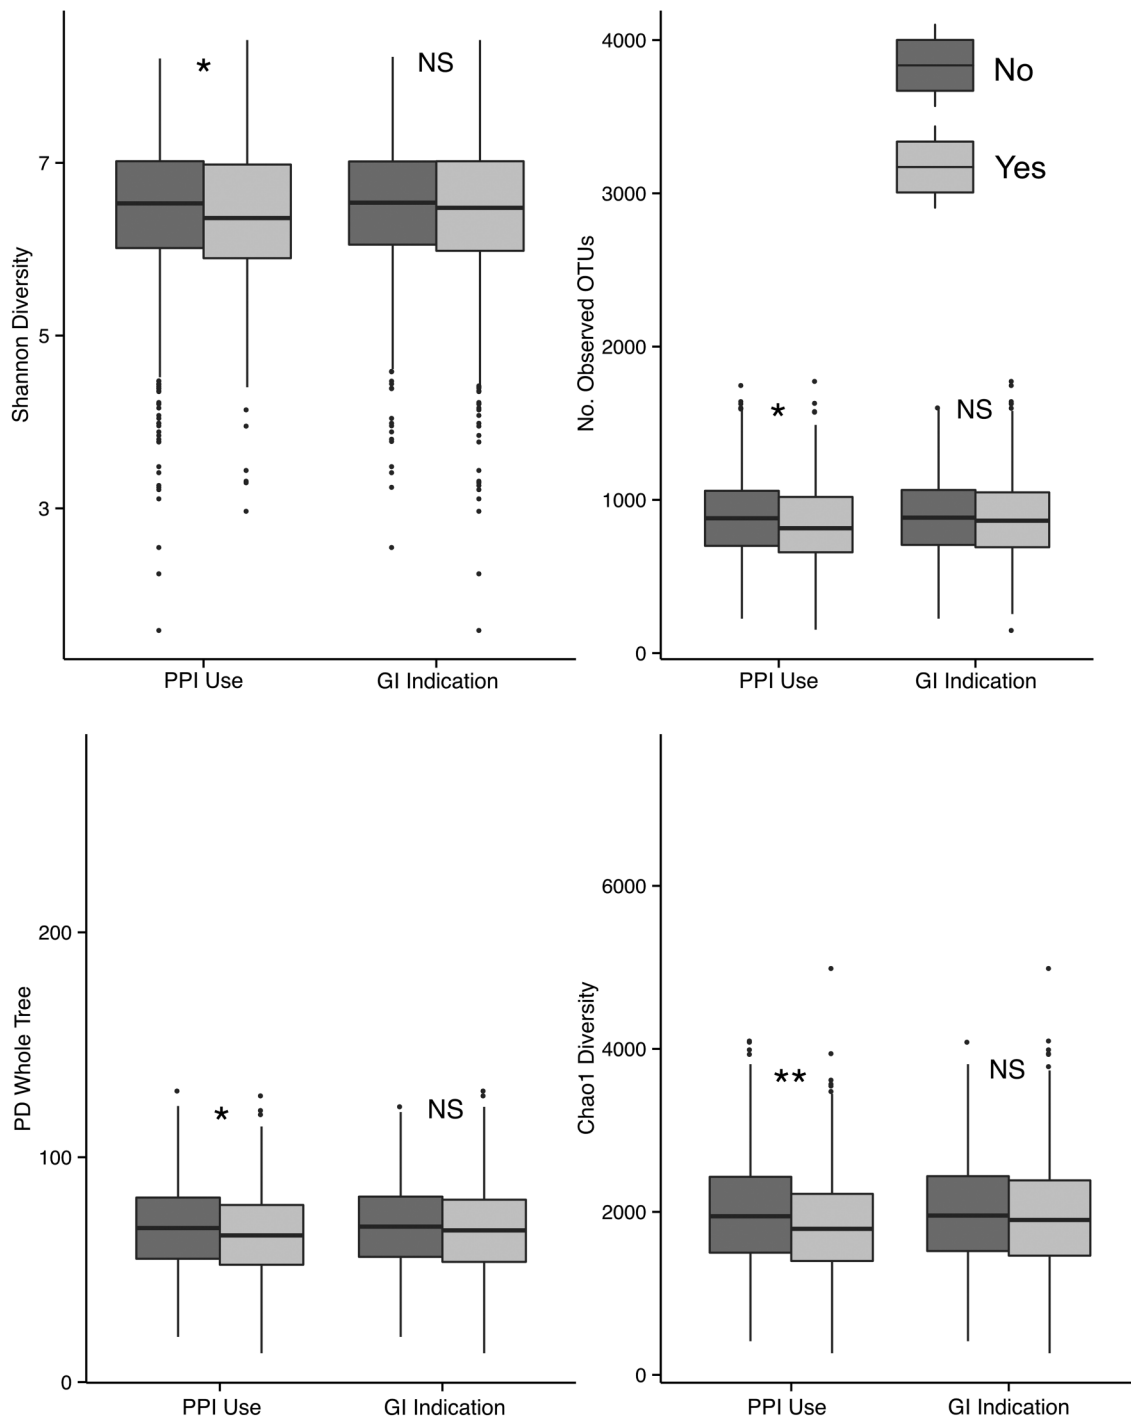 Shannon Diversity
7
5
3
*
NS
PPI Use
GI Indication
No. Observed OTUs
4000
3000
2000
1000
0
No
Yes
*
NS
PPI Use
GI Indication
PD Whole Tree
200
100
0
*
NS
PPI Use
GI Indication
Chao1 Diversity
6000
4000
2000
0
**
NS
PPI Use
GI Indication